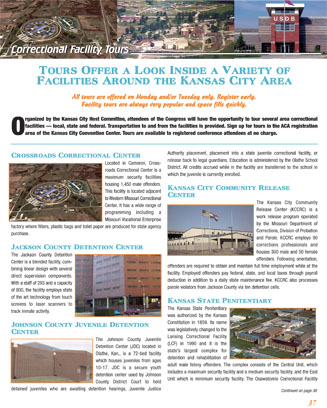 USDB
Correctional Facility Tours
TOURS OFFER A LOOK INSIDE A VARIETY OF
FACILITIES AROUND THE KANSAS CITY AREA
All tours are offered on Monday and/or Tuesday only. Register early.
Facility tours are always very popular and space fills quickly.
Organized by the Kansas City Host Committee, attendees of the Congress will have the opportunity to tour several area correctional
facilities — local, state and federal. Transportation to and from the facilities is provided. Sign up for tours in the ACA registration
area of the Kansas City Convention Center. Tours are available to registered conference attendees at no charge.
CROSSROADS CORRECTIONAL CENTER
Located in Cameron, Cross-
roads Correctional Center is a
maximum security facilities
housing 1,450 male offenders.
This facility is located adjacent
to Western Missouri Correctional
Center. It has a wide range of
programming including a
Missouri Vocational Enterprise
factory where filters, plastic bags and toilet paper are produced for state agency
purchase.
JACKSON COUNTY DETENTION CENTER
The Jackson County Detention
Center is a blended facility, com-
bining linear design with several
direct supervision components.
With a staff of 293 and a capacity
of 800, the facility employs state
of the art technology from touch
screens to laser scanners to
track inmate activity.
JOHNSON COUNTY JUVENILE DETENTION
CENTER
The Johnson County Juvenile
Detention Center (JDC) located in
Olathe, Kan., is a 72-bed facility
which houses juveniles from ages
10-17. JDC is a secure youth
detention center used by Johnson
County District Court to hold
detained juveniles who are awaiting detention hearings, Juvenile Justice
Authority placement, placement into a state juvenile correctional facility, or
release back to legal guardians. Education is administered by the Olathe School
District. All credits accrued while in the facility are transferred to the school in
which the juvenile is currently enrolled.
KANSAS CITY COMMUNITY RELEASE
CENTER
The Kansas City Community
Release Center (KCCRC) is a
work release program operated
by the Missouri Department of
Corrections, Division of Probation
and Parole. KCCRC employs 90
corrections professionals and
houses 300 male and 50 female
offenders. Following orientation,
offenders are required to obtain and maintain full time employment while at the
facility. Employed offenders pay federal, state, and local taxes through payroll
deduction in addition to a daily state maintenance fee. KCCRC also processes
parole violators from Jackson County via ten detention cells.
KANSAS STATE PENITENTIARY
The Kansas State Penitentiary
was authorized by the Kansas
Constitution in 1859. Its name
was legislatively changed to the
Lansing Correctional Facility
(LCF) in 1990 and it is the
state's largest complex for
detention and rehabilitation of
adult male felony offenders. The complex consists of the Central Unit, which
includes a maximum security facility and a medium security facility, and the East
Unit which is minimum security facility. The Osawatomie Correctional Facility
Continued on page 38
37